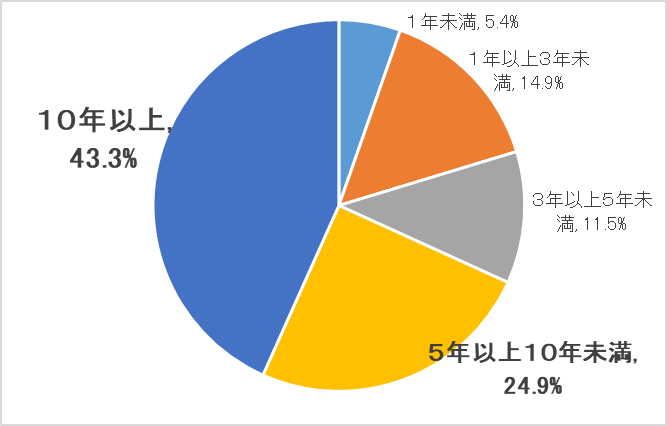 １年未満, 5.4%
１年以上３年未
満, 14.9%
３年以上５年未
満, 11.5%
５年以上１０年未満,
24.9%
１０年以上,
43.3%